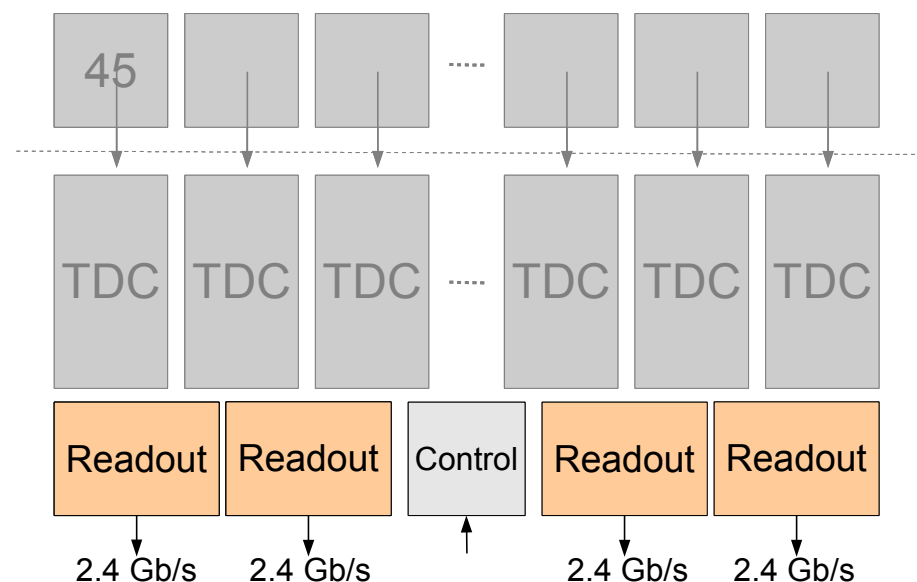 45
.....
TDC TDC TDC ..... TDC TDC TDC
Readout Readout Control Readout Readout
2.4 Gb/s 2.4 Gb/s 2.4 Gb/s 2.4 Gb/s